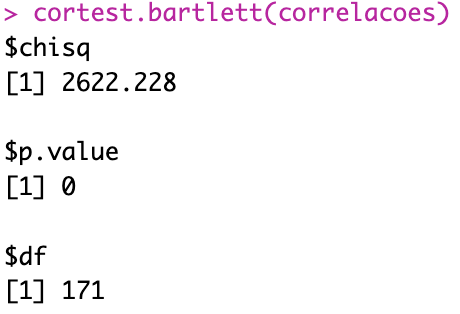 > cortest.bartlett(correlacoes)
$chisq
[1] 2622.228
$p.value
[1] 0
$df
[1] 171